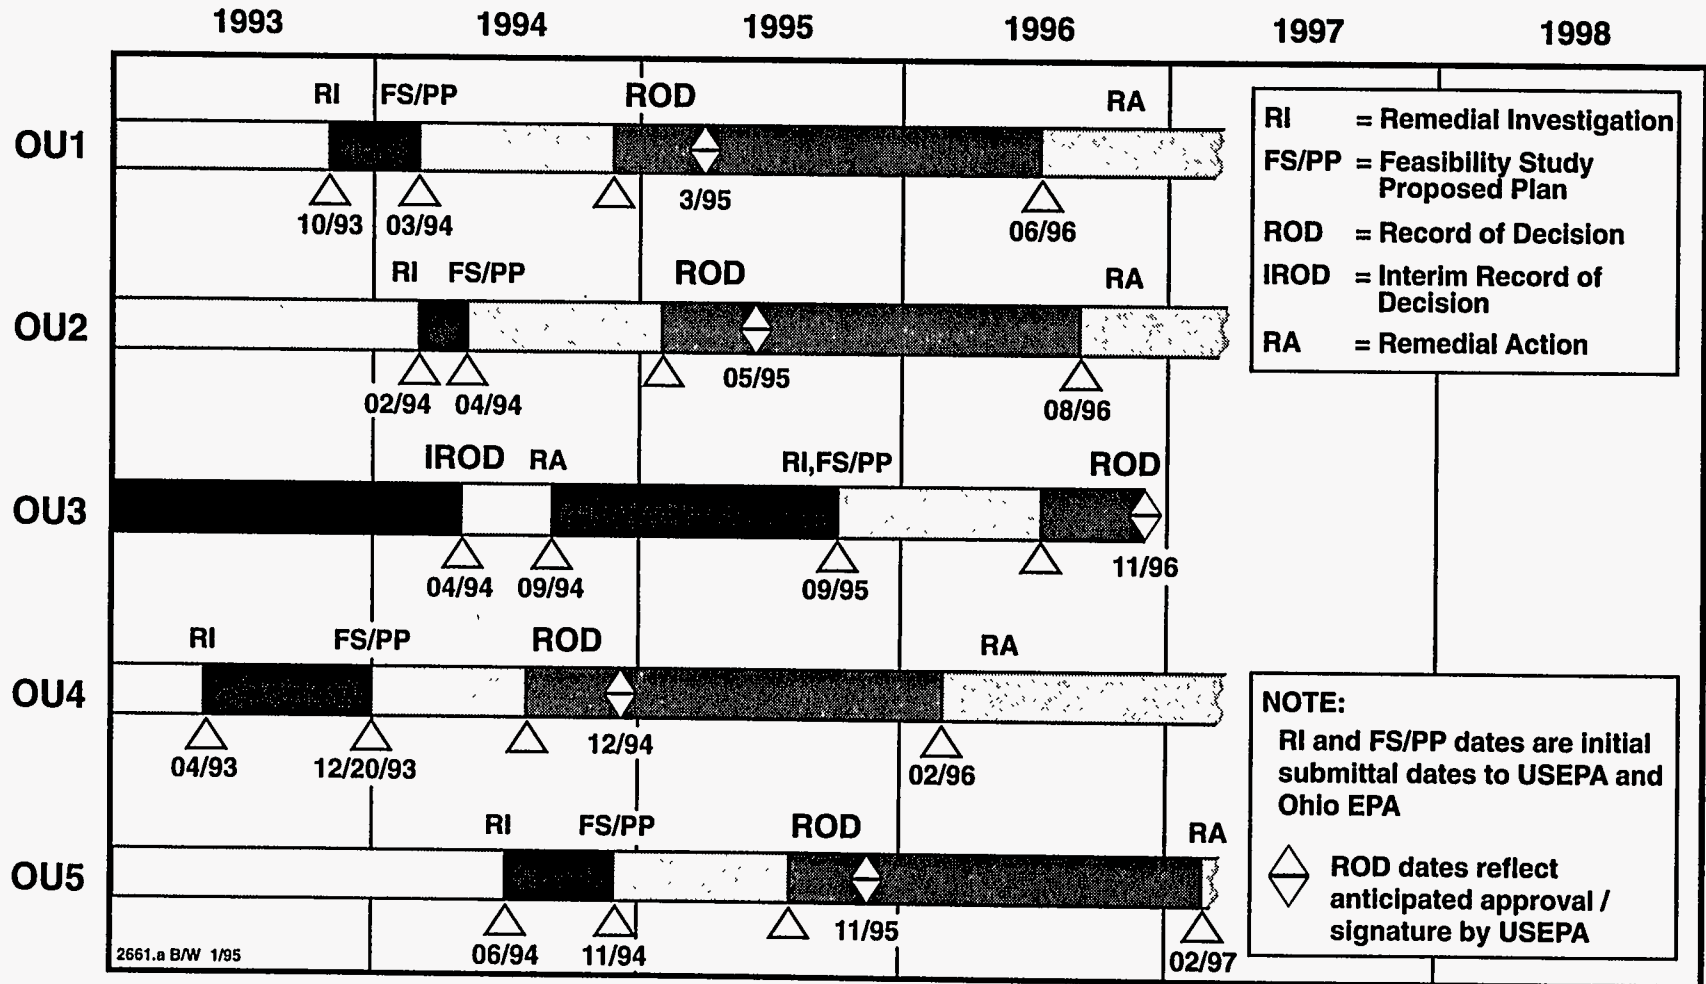 1993 1994 1995 1996 1997 1998
RI FS/PP ROD RA
OU1
10/93 03/94 3/95 06/96
RI FS/PP ROD RA
OU2
02/94 04/94 05/95 08/96
IROD RA RI,FS/PP ROD
OU3
04/94 09/94 09/95 11/96
RI FS/PP ROD RA
OU4
04/93 12/20/93 12/94 02/96
RI FS/PP ROD RA
OU5
06/94 11/94 11/95 02/97
2661.a B/W 1/95
RI = Remedial Investigation
FS/PP = Feasibility Study
Proposed Plan
ROD = Record of Decision
IROD = Interim Record of
Decision
RA = Remedial Action
NOTE:
RI and FS/PP dates are initial
submittal dates to USEPA and
Ohio EPA
ROD dates reflect
anticipated approval /
signature by USEPA